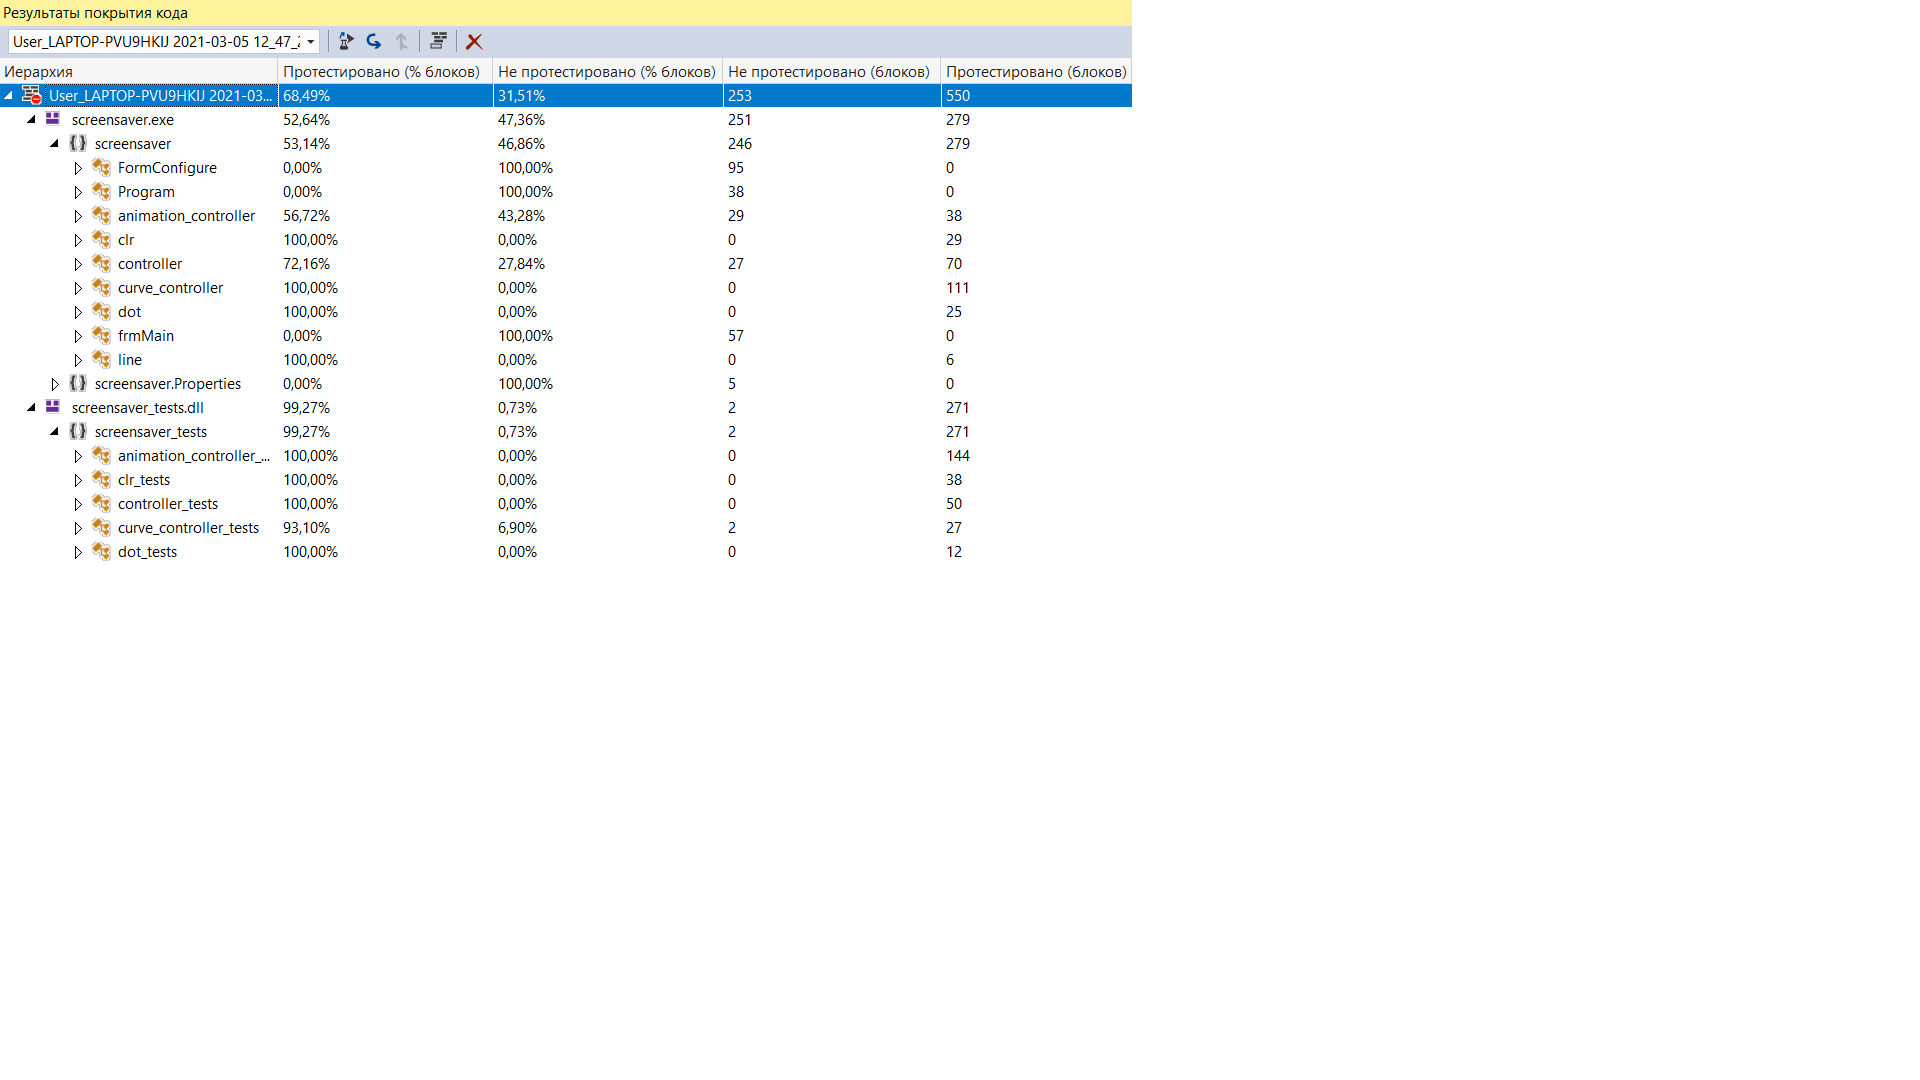 Результаты покрытия кода
User_LAPTOP-PVU9HKIJ 2021-03-05 12_47_2
Иерархия Протестировано (% блоков) Не протестировано (% блоков) Не протестировано (блоков) Протестировано (блоков)
User_LAPTOP-PVU9HKIJ 2021-03... 68,49% 31,51% 253 550
screensaver.exe 52,64% 47,36% 251 279
screensaver 53,14% 46,86% 246 279
FormConfigure 0,00% 100,00% 95 0
Program 0,00% 100,00% 38 0
animation_controller 56,72% 43,28% 29 38
clr 100,00% 0,00% 0 29
controller 72,16% 27,84% 27 70
curve_controller 100,00% 0,00% 0 111
dot 100,00% 0,00% 0 25
frmMain 0,00% 100,00% 57 0
line 100,00% 0,00% 0 6
screensaver.Properties 0,00% 100,00% 5 0
screensaver_tests.dll 99,27% 0,73% 2 271
screensaver_tests 99,27% 0,73% 2 271
animation_controller_... 100,00% 0,00% 0 144
clr_tests 100,00% 0,00% 0 38
controller_tests 100,00% 0,00% 0 50
curve_controller_tests 93,10% 6,90% 2 27
dot_tests 100,00% 0,00% 0 12